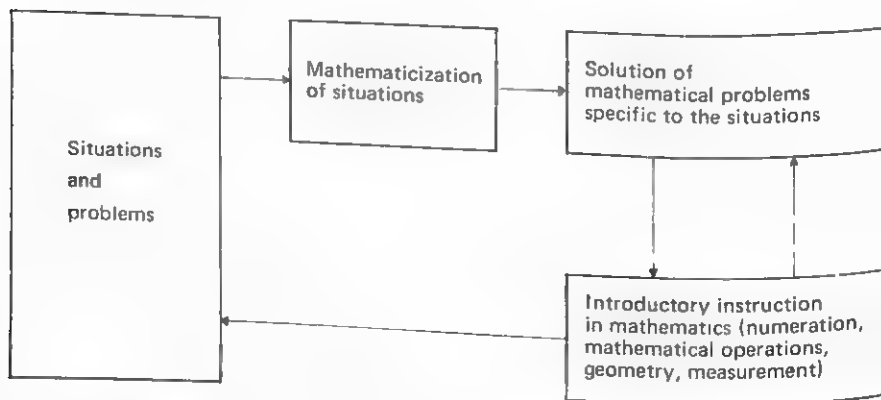 Situations
and
problems
Mathematicization
of situations
Solution of
mathematical problems
specific to the situations
Introductory instruction
in mathematics (numeration,
mathematical operations,
geometry, measurement)